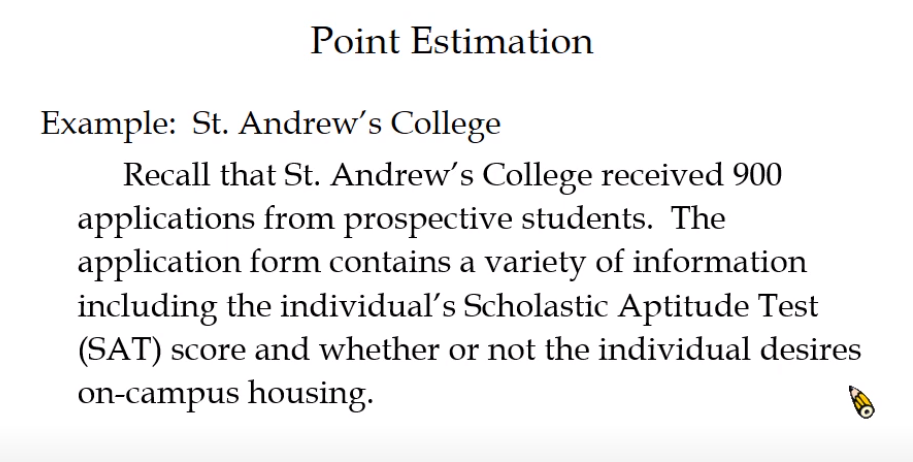 Point Estimation
Example:  St. Andrew’s College
Recall that St. Andrew’s College received 900
applications from prospective students.  The
application form contains a variety of information
including the individual’s Scholastic Aptitude Test
(SAT) score and whether or not the individual desires
on-campus housing.